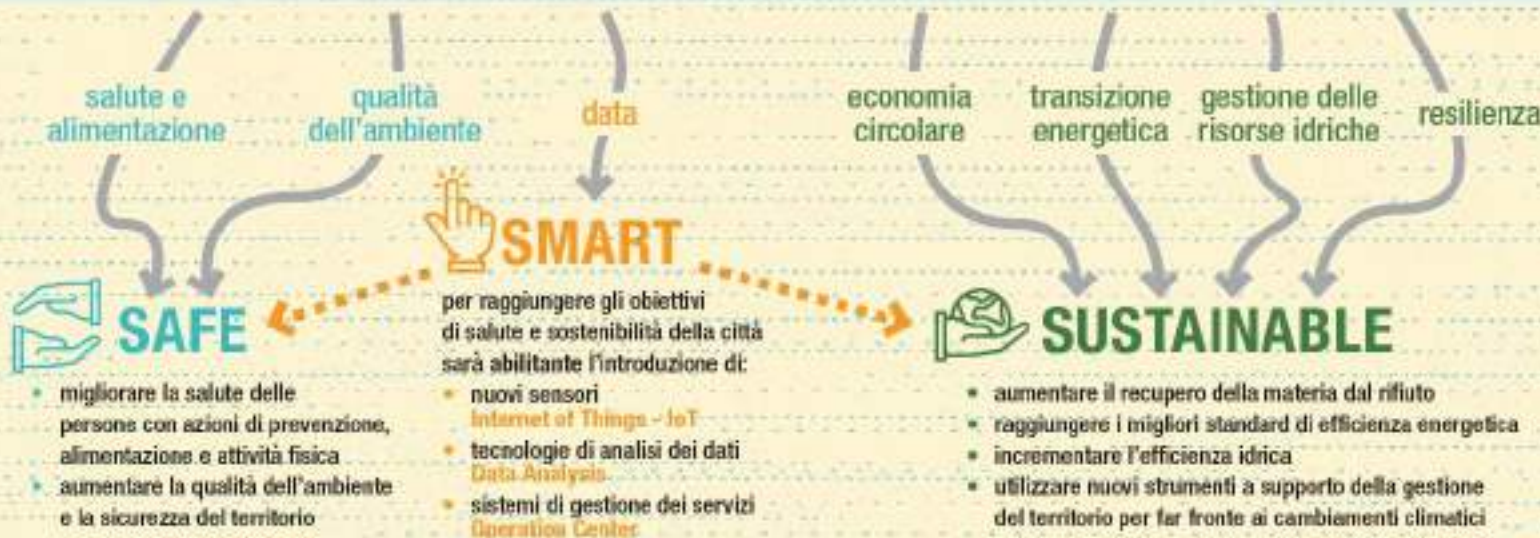 salute e
alimentazione
qualità
dell'ambiente
data
economia
circolare
transizione
energetica
gestione delle
risorse idriche
resilienza
SAFE
migliorare la salute delle
persone con azioni di prevenzione,
alimentazione e attività fisica
aumentare la qualità dell'ambiente
e la sicurezza del territorio
SMART
per raggiungere gli obiettivi
di salute e sostenibilità della città
sarà abilitante l'introduzione di:
nuovi sensori
Internet of Things - IoT
tecnologie di analisi dei dati
Data Analysis
sistemi di gestione dei servizi
Operation Center
SUSTAINABLE
aumentare il recupero della materia dal rifiuto
raggiungere i migliori standard di efficienza energetica
incrementare l'efficienza idrica
utilizzare nuovi strumenti a supporto della gestione
del territorio per far fronte ai cambiamenti climatici